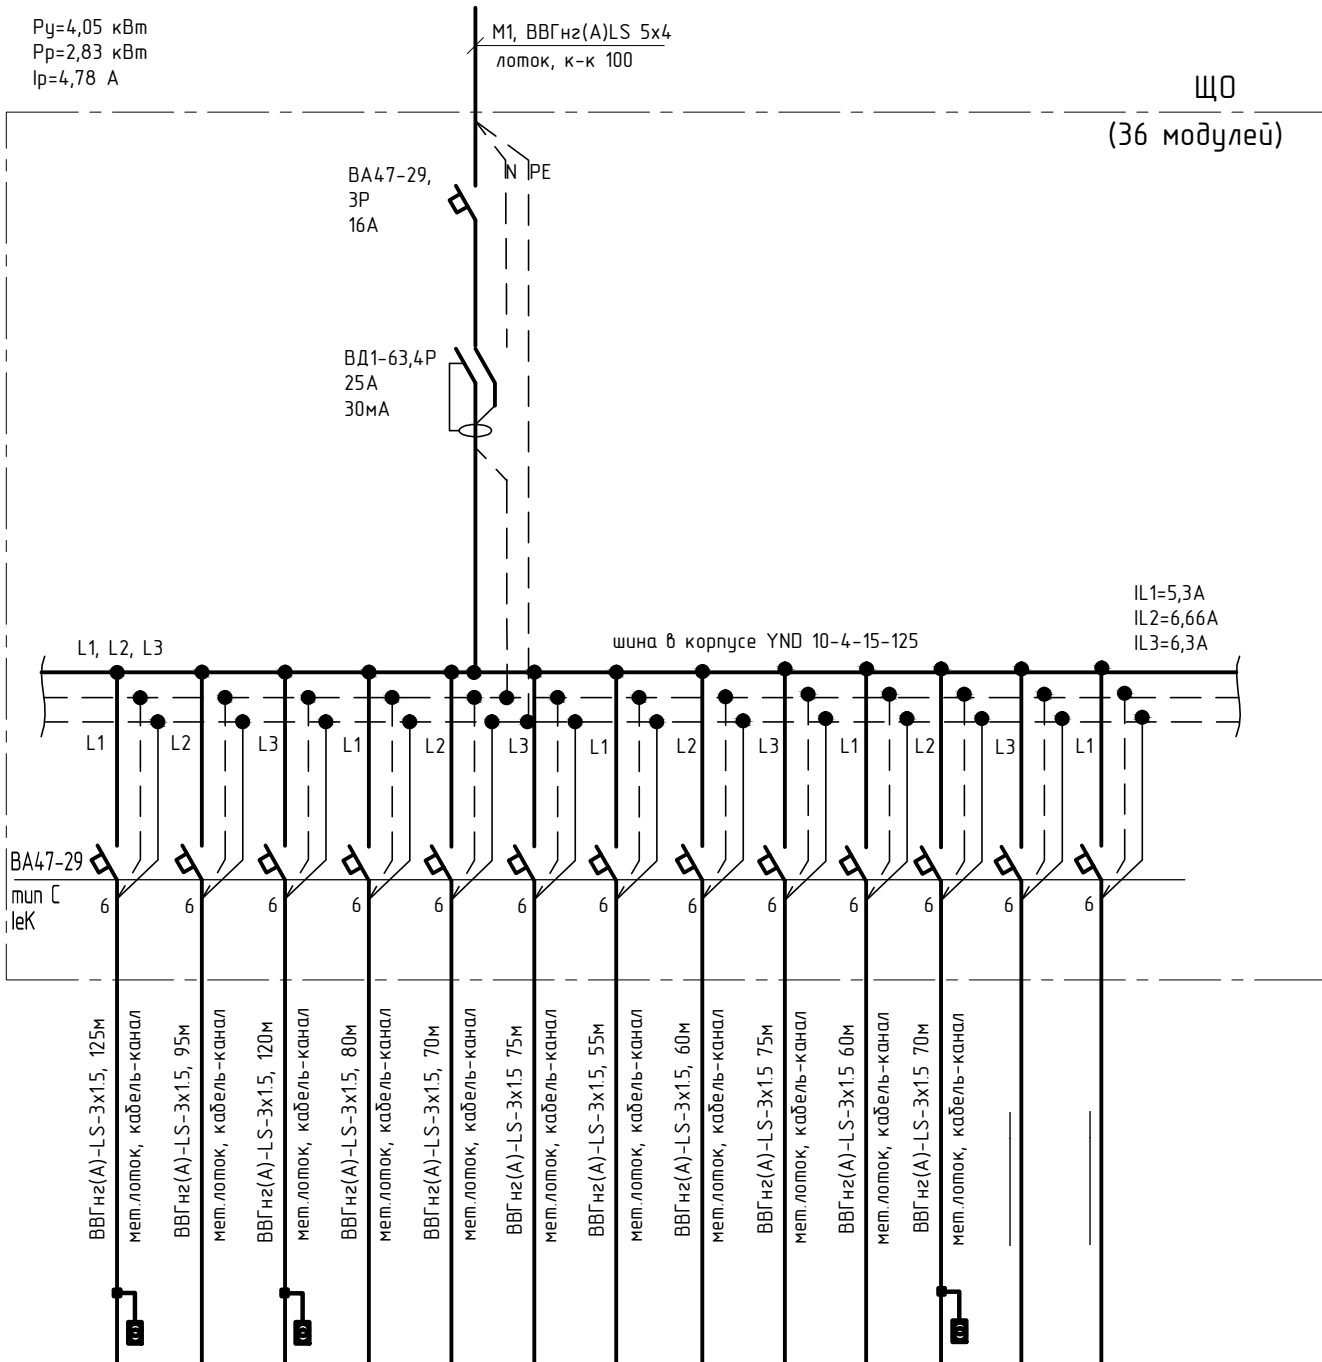 Ру=4,05 кВт
Рр=2,83 кВт
Iр=4,78 А
М1, ВВГнг(А)LS 5х4
лоток, к-к 100
ЩО
(36 модулей)
ВА47-29,
3Р
16А
N PE
ВД1-63,4Р
25А
30мА
IL1=5,3А
IL2=6,66А
IL3=6,3А
L1, L2, L3
шина в корпусе YND 10-4-15-125
L1 L2 L3 L1 L2 L3 L1 L2 L3 L1 L2 L3 L1
ВА47-29
тип С
IeK
6 6 6 6 6 6 6 6 6 6 6 6 6
ВВГнг(А)-LS-3х1.5, 125м
мет.лоток, кабель-канал
ВВГнг(А)-LS-3х1.5, 95м
мет.лоток, кабель-канал
ВВГнг(А)-LS-3х1.5, 120м
мет.лоток, кабель-канал
ВВГнг(А)-LS-3х1.5, 80м
мет.лоток, кабель-канал
ВВГнг(А)-LS-3х1.5, 70м
мет.лоток, кабель-канал
ВВГнг(А)-LS-3х1.5 75м
мет.лоток, кабель-канал
ВВГнг(А)-LS-3х1.5, 55м
мет.лоток, кабель-канал
ВВГнг(А)-LS-3х1.5, 60м
мет.лоток, кабель-канал
ВВГнг(А)-LS-3х1.5 75м
мет.лоток, кабель-канал
ВВГнг(А)-LS-3х1.5 60м
мет.лоток, кабель-канал
ВВГнг(А)-LS-3х1.5 70м
мет.лоток, кабель-канал